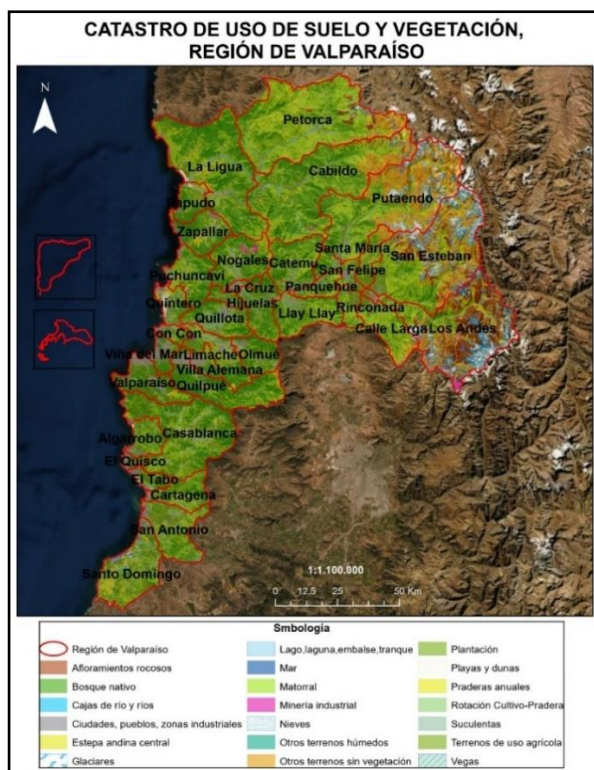 CATASTRO DE USO DE SUELO Y VEGETACIÓN,
REGIÓN DE VALPARAÍSO
N
Petorca
La Ligua
Cabildo
Papudo
Putaendo
Zapallar
Santa María
San Esteban
Nogales
Catemu
San Felipe
Puchuncaví
La Cruz
Panquehue
Quintero
Hijuelas
Rinconada
Quillota
Llay Llay
Calle Larga
Los Andes
Con Con
Viña del Mar
Limache
Olmué
Villa Alemana
Valparaíso
Quilpué
Algarrobo
Casablanca
El Quisco
El Tabo
Cartagena
San Antonio
Santo Domingo
1:1.100.000
0
12,5
25
50 Km
Smbología
Región de Valparaíso
Afloramientos rocosos
Bosque nativo
Cajas de río y ríos
Ciudades, pueblos, zonas industriales
Estepa andina central
Glaciares
Lago,laguna,embalse,tranque
Mar
Matorral
Minería industrial
Nieves
Otros terrenos húmedos
Otros terrenos sin vegetación
Plantación
Playas y dunas
Praderas anuales
Rotación Cultivo-Pradera
Suculentas
Terrenos de uso agrícola
Vegas